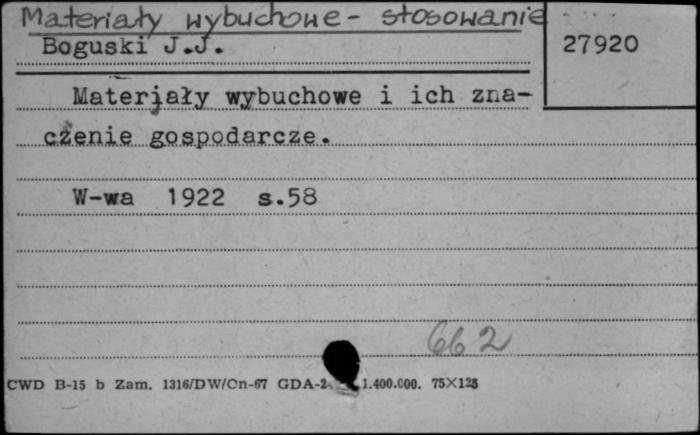 Materiały wybuchowe - stosowanie
Boguski J.J.
27920
Materjały wybuchowe i ich zna-
czenie gospodarcze.
W-wa 1922 s.58
662
CWD B-15 b Zam. 1316/DW/On-67 GDA-2 1.400.000. 75X125